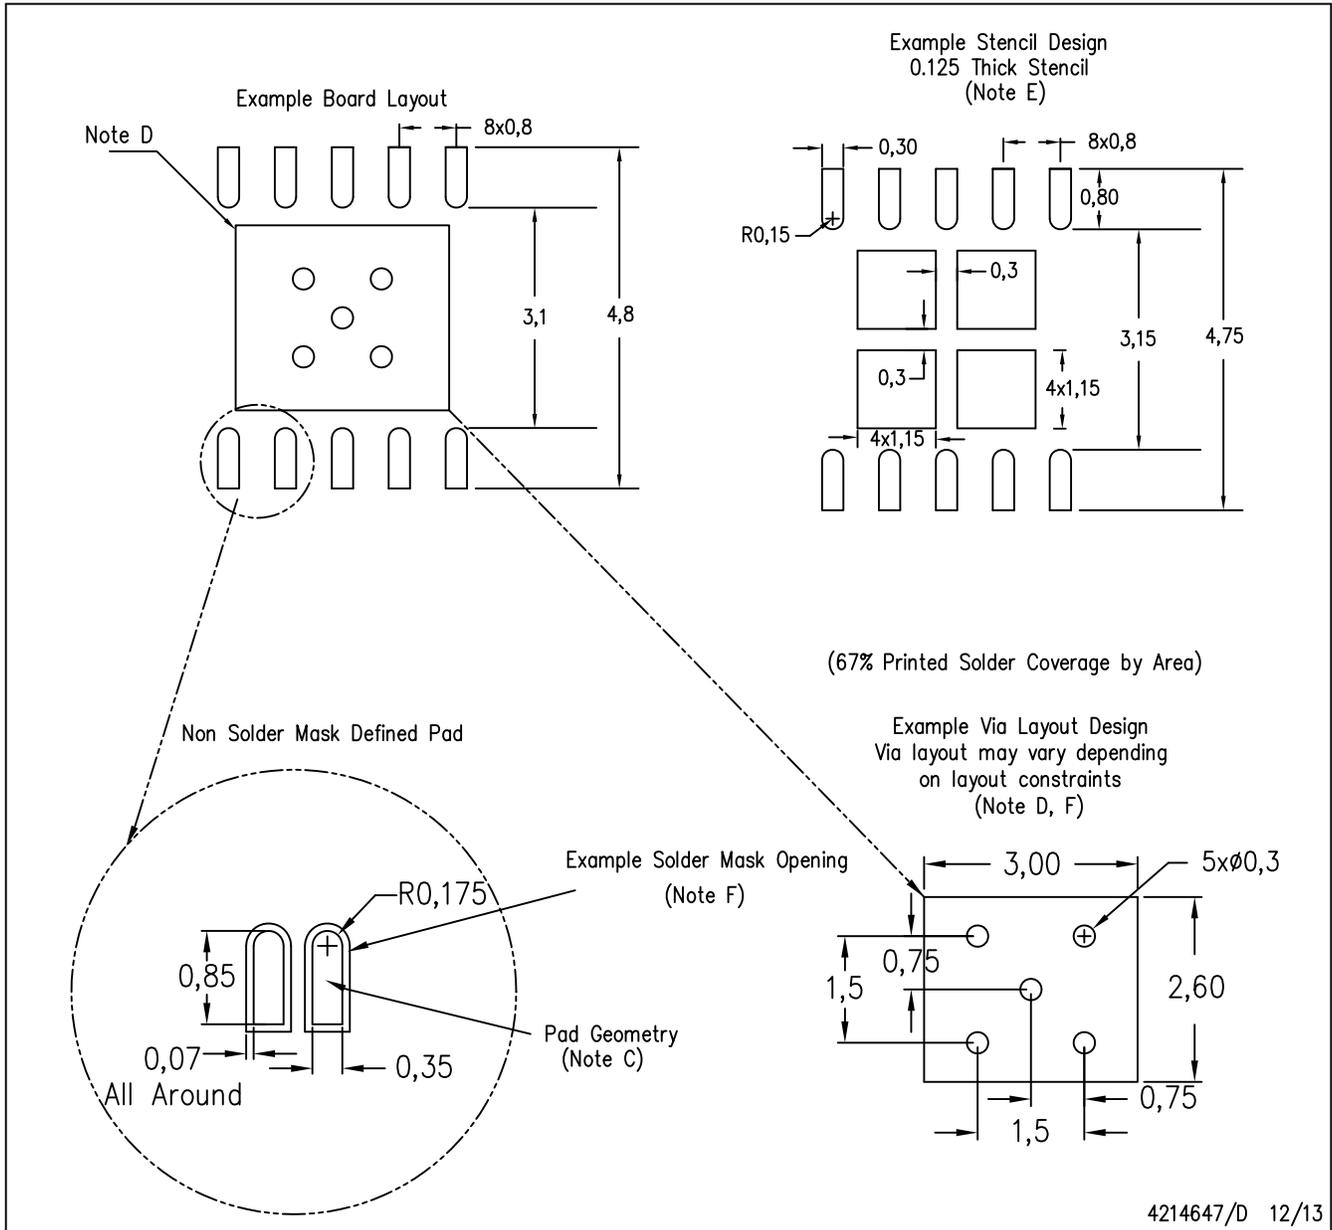 Example Stencil Design
0.125 Thick Stencil
(Note E)
Example Board Layout
Note D
8x0,8
3,1
4,8
0,30
8x0,8
0,80
R0,15
0,3
3,15
4,75
0,3
4x1,15
4x1,15
(67% Printed Solder Coverage by Area)
Non Solder Mask Defined Pad
Example Via Layout Design
Via layout may vary depending
on layout constraints
(Note D, F)
Example Solder Mask Opening
(Note F)
R0,175
0,85
Pad Geometry
(Note C)
0,07
0,35
All Around
3,00
5xø0,3
0,75
1,5
2,60
0,75
1,5
4214647/D 12/13